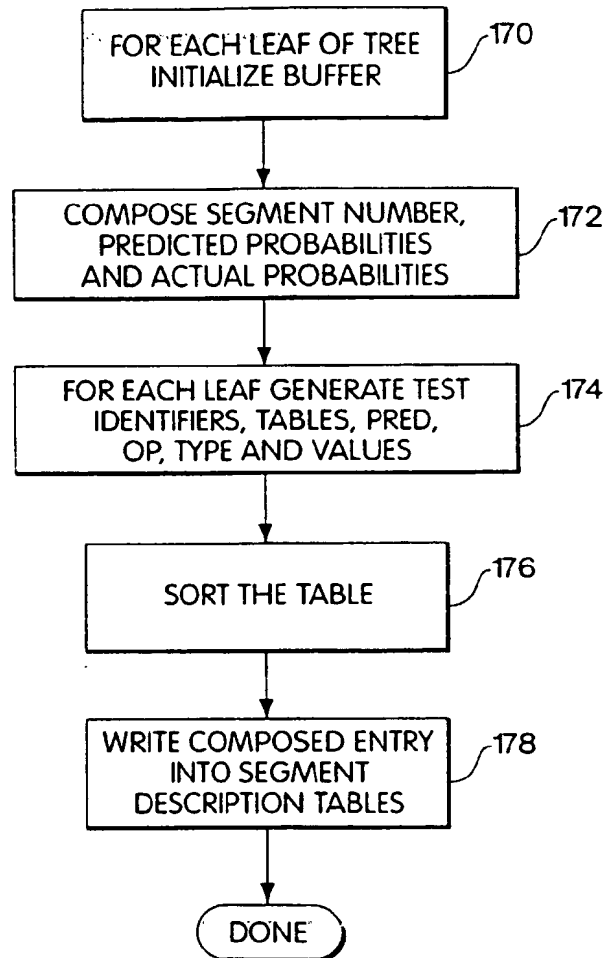 FOR EACH LEAF OF TREE
INITIALIZE BUFFER
170
COMPOSE SEGMENT NUMBER,
PREDICTED PROBABILITIES
AND ACTUAL PROBABILITIES
172
FOR EACH LEAF GENERATE TEST
IDENTIFIERS, TABLES, PRED,
OP, TYPE AND VALUES
174
SORT THE TABLE
176
WRITE COMPOSED ENTRY
INTO SEGMENT
DESCRIPTION TABLES
178
DONE